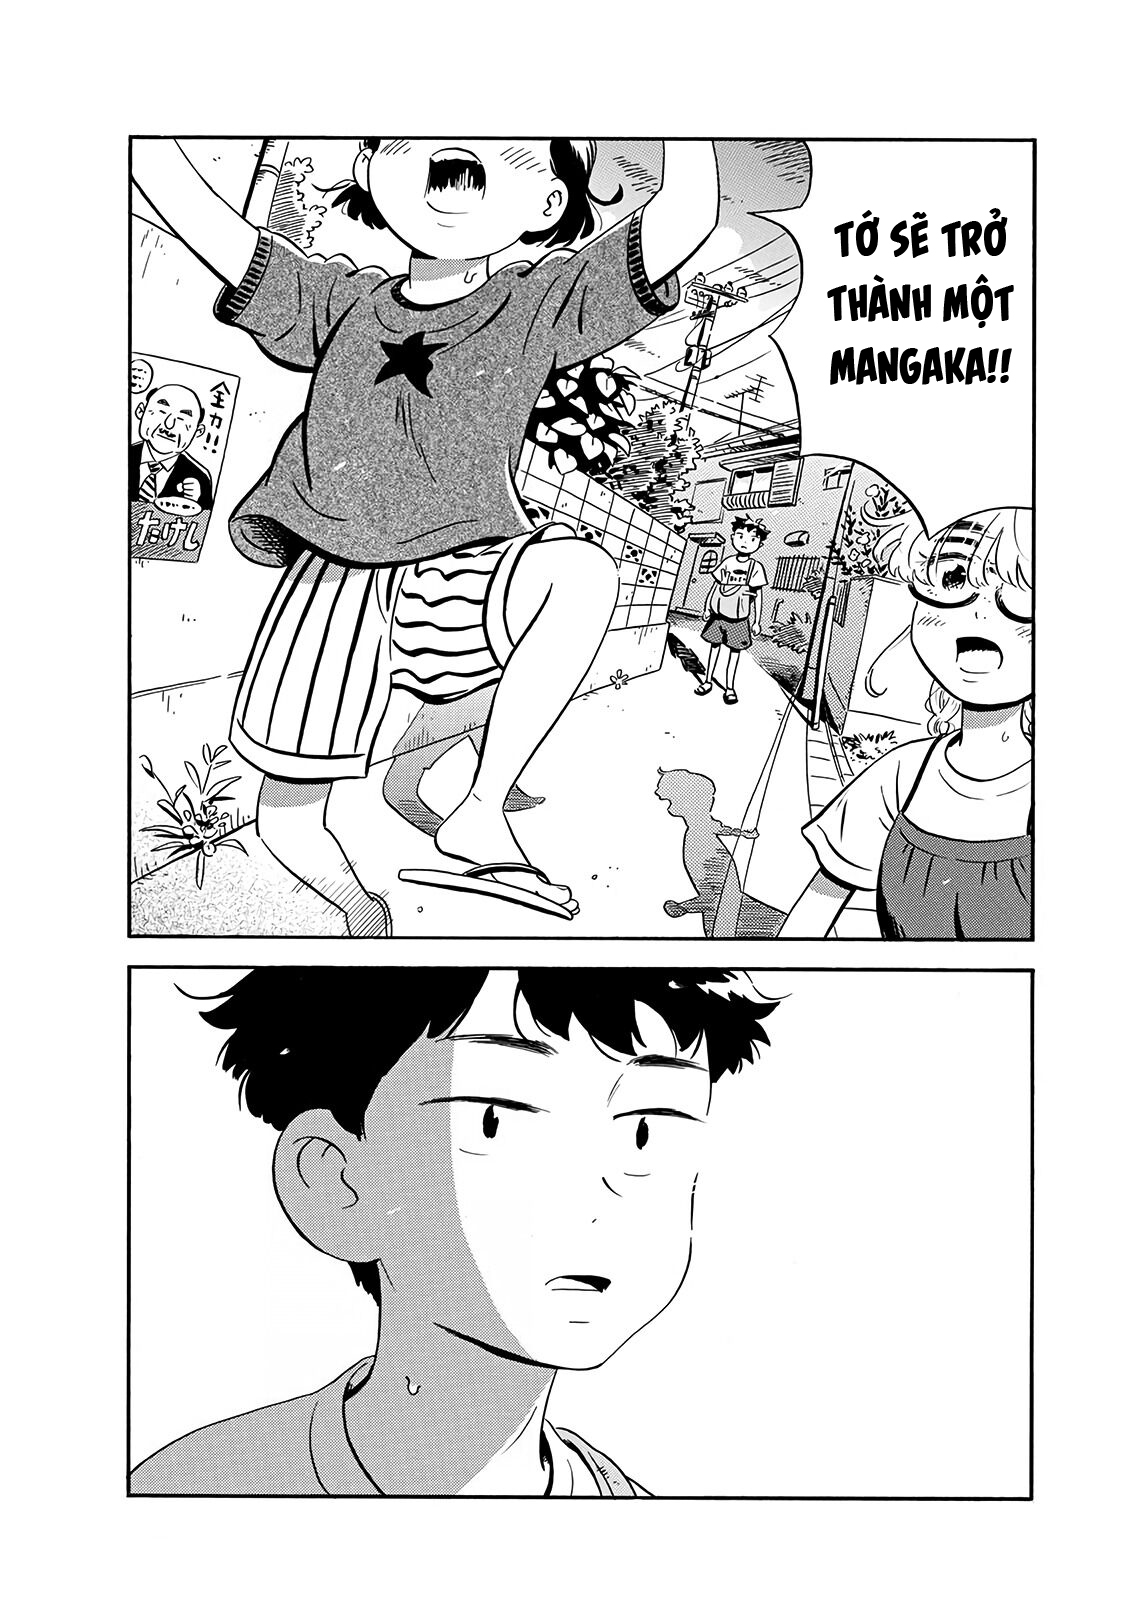 TỚ SẼ TRỞ
THÀNH MỘT
MANGAKA!!
全力!!
たけし